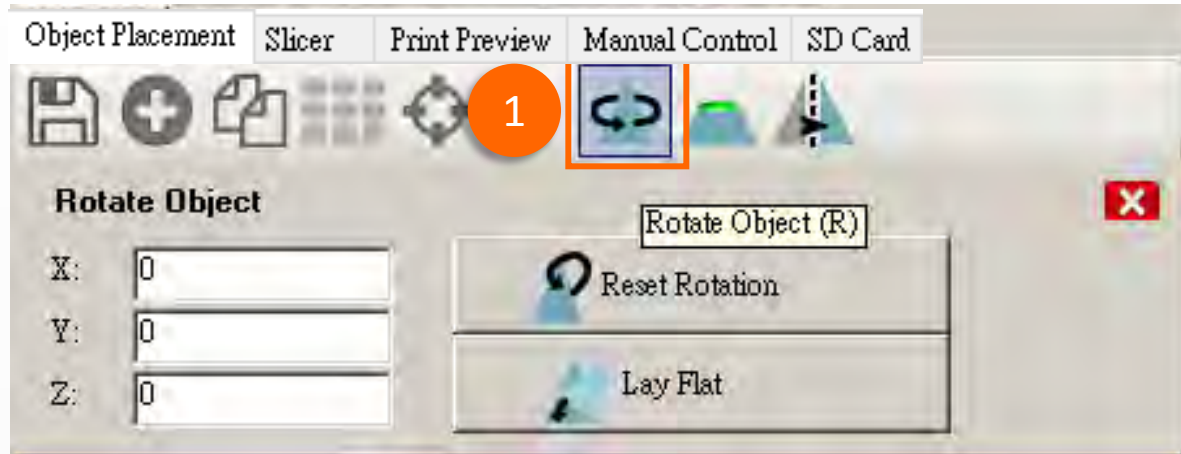 Object Placement Slicer Print Preview Manual Control SD Card
1
Rotate Object
Rotate Object (R)
X: 0
Reset Rotation
Y: 0
Lay Flat
Z: 0